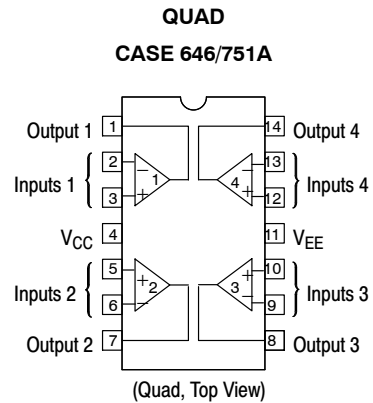 QUAD
CASE 646/751A
Output 1 1 14 Output 4
Inputs 1 2 − 1 4 − 13 Inputs 4
3 + + 12
VCC 4 11 VEE
Inputs 2 5 + 2 3 + 10 Inputs 3
6 − − 9
Output 2 7 8 Output 3
(Quad, Top View)